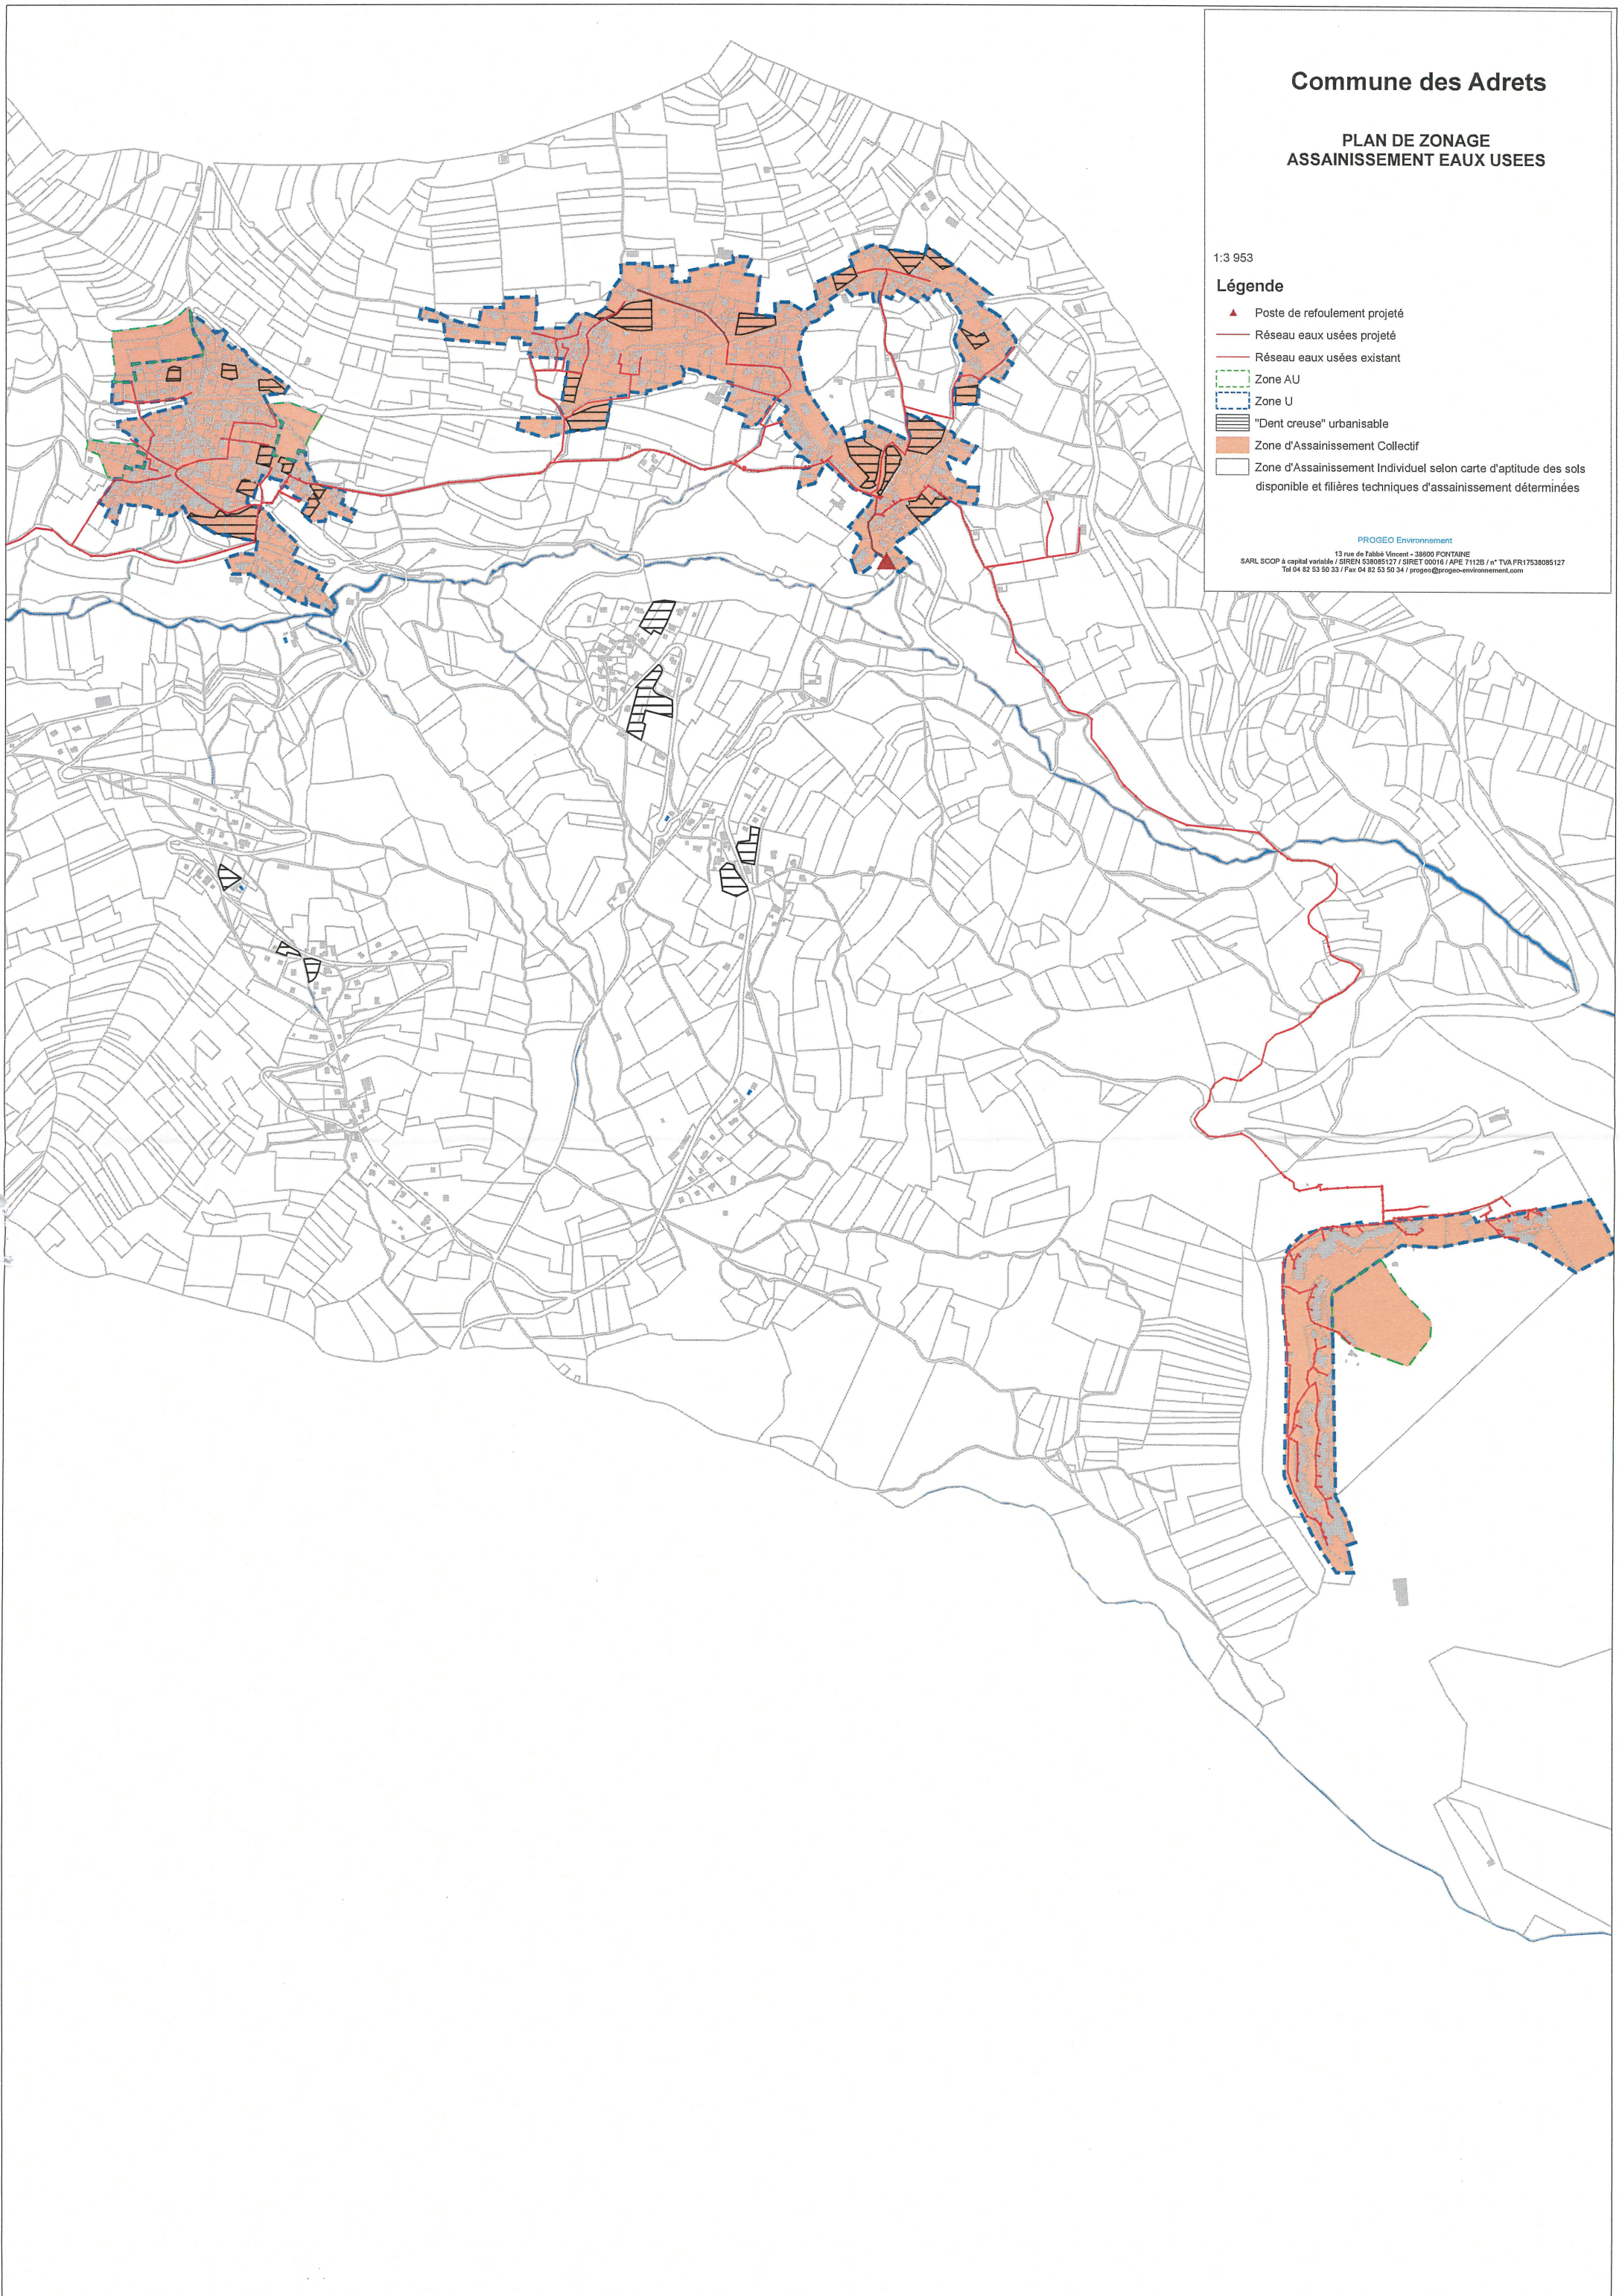 Commune des Adrets
PLAN DE ZONAGE
ASSAINISSEMENT EAUX USEES
1:3 953
Légende
Poste de refoulement projeté
Réseau eaux usées projeté
Réseau eaux usées existant
Zone AU
Zone U
"Dent creuse" urbanisable
Zone d'Assainissement Collectif
Zone d'Assainissement Individuel selon carte d'aptitude des sols
disponible et filières techniques d'assainissement déterminées
PROGEO Environnement
13 rue de l'abbé Vincent - 38600 FONTAINE
SARL SCOP à capital variable / SIREN 538085127 / SIRET 00016 / APE 7112B / n° TVA FR17538085127
Tel 04 82 53 50 33 / Fax 04 82 53 50 34 / progeo@progeo-environnement.com